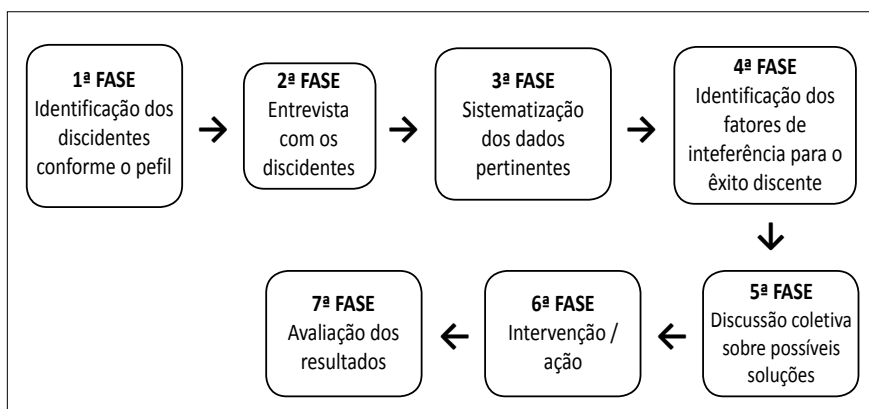 1ª FASE
Identificação dos
discidentes
conforme o pefil
2ª FASE
Entrevista
com os
discidentes
3ª FASE
Sistematização
dos dados
pertinentes
4ª FASE
Identificação dos
fatores de
inteferência para o
êxito discente
5ª FASE
Discussão coletiva
sobre possíveis
soluções
6ª FASE
Intervenção /
ação
7ª FASE
Avaliação dos
resultados